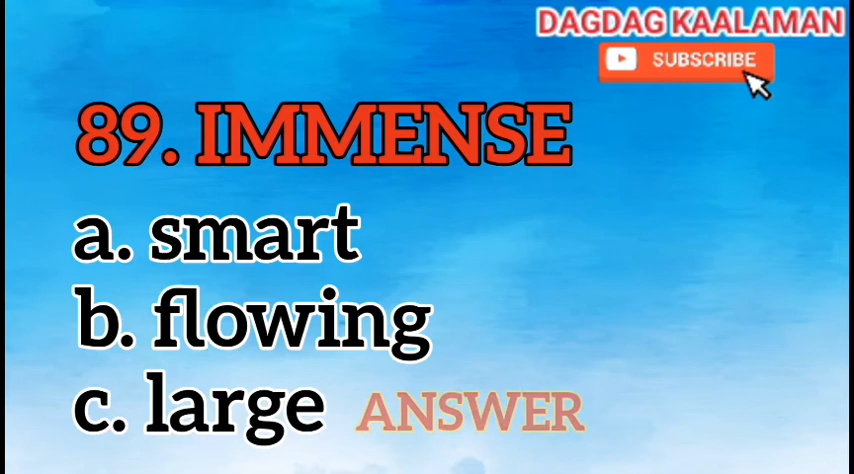 DAGDAG KAALAMAN
SUBSCRIBE
89. IMMENSE
a. smart
b. flowing
c. large ANSWER